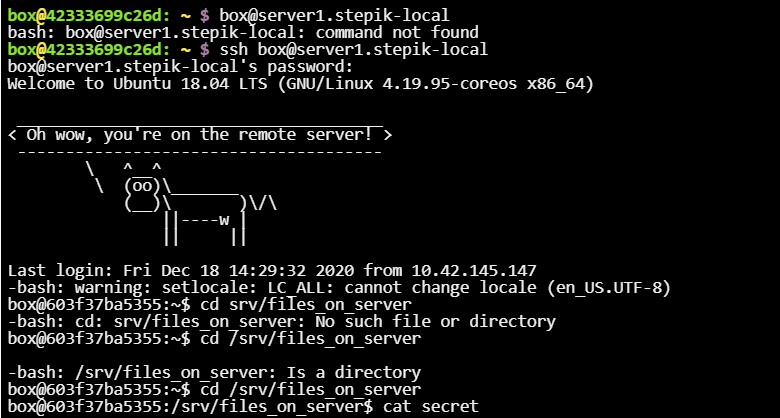 box@42333699c26d: ~ $ box@server1.stepik-local
bash: box@server1.stepik-local: command not found
box@42333699c26d: ~ $ ssh box@server1.stepik-local
box@server1.stepik-local's password:
Welcome to Ubuntu 18.04 LTS (GNU/Linux 4.19.95-coreos x86_64)
 _____________________________________
< Oh wow, you're on the remote server! >
 -------------------------------------
        \   ^__^
         \  (oo)\_______
            (__)\       )\/\
                ||----w |
                ||     ||
Last login: Fri Dec 18 14:29:32 2020 from 10.42.145.147
-bash: warning: setlocale: LC_ALL: cannot change locale (en_US.UTF-8)
box@603f37ba5355:~$ cd srv/files_on_server
-bash: cd: srv/files_on_server: No such file or directory
box@603f37ba5355:~$ cd /srv/files_on_server
-bash: /srv/files_on_server: Is a directory
box@603f37ba5355:~$ cd /srv/files_on_server
box@603f37ba5355:/srv/files_on_server$ cat secret